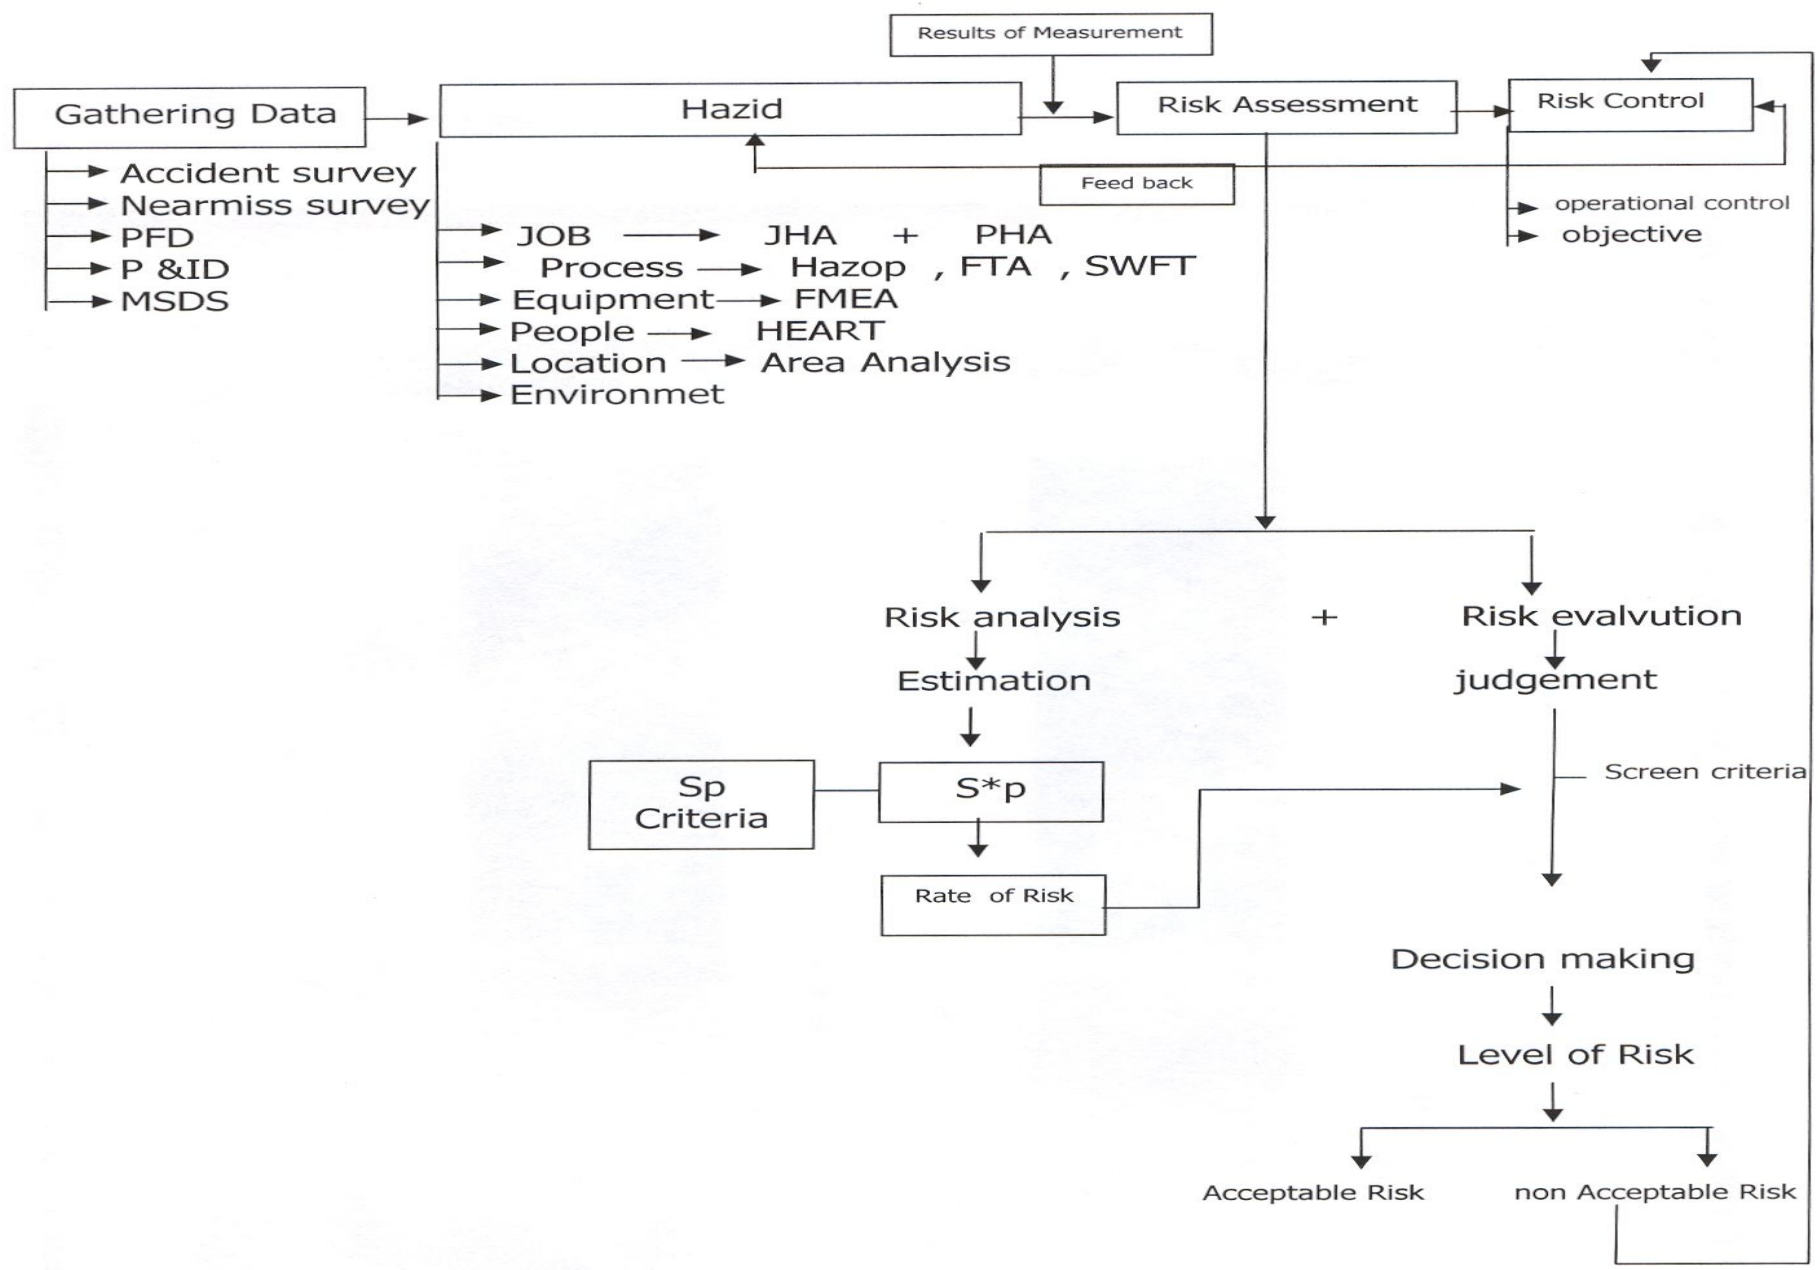 Results of Measurement
Gathering Data
Hazid
Risk Assessment
Risk Control
Feed back
Accident survey
Nearmiss survey
PFD
P &ID
MSDS
JOB JHA + PHA
Process Hazop , FTA , SWFT
Equipment FMEA
People HEART
Location Area Analysis
Environmet
operational control
objective
Risk analysis + Risk evalvution
Estimation
judgement
Sp
Criteria
S*p
Screen criteria
Rate of Risk
Decision making
Level of Risk
Acceptable Risk
non Acceptable Risk